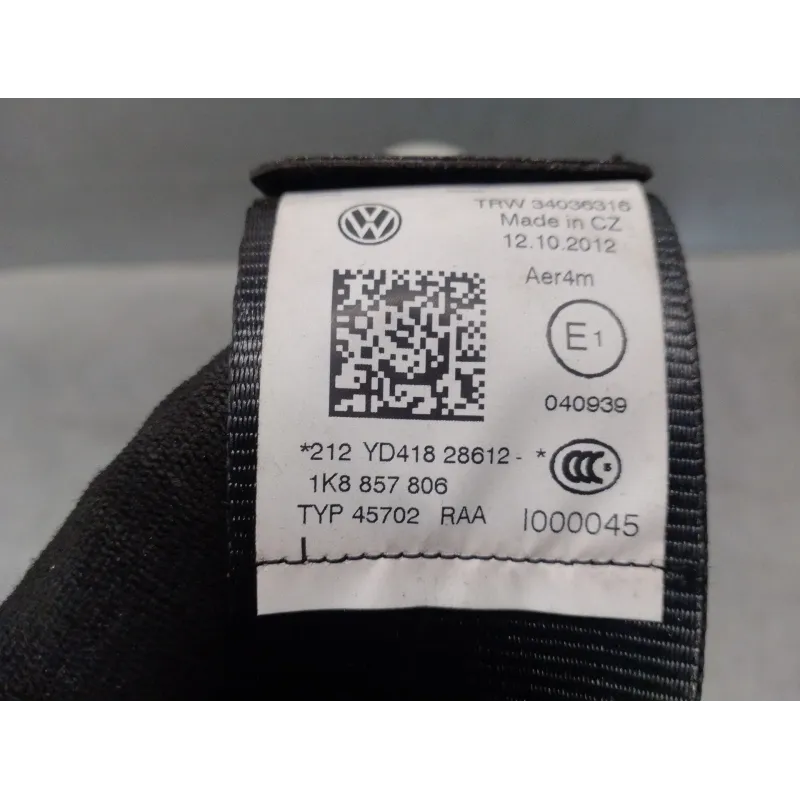 TRW 34036316
Made in CZ
12.10.2012
Aer4m
E1
040939
*212 YD418 28612- *
CCC S
1K8 857 806
TYP 45702 RAA
I000045